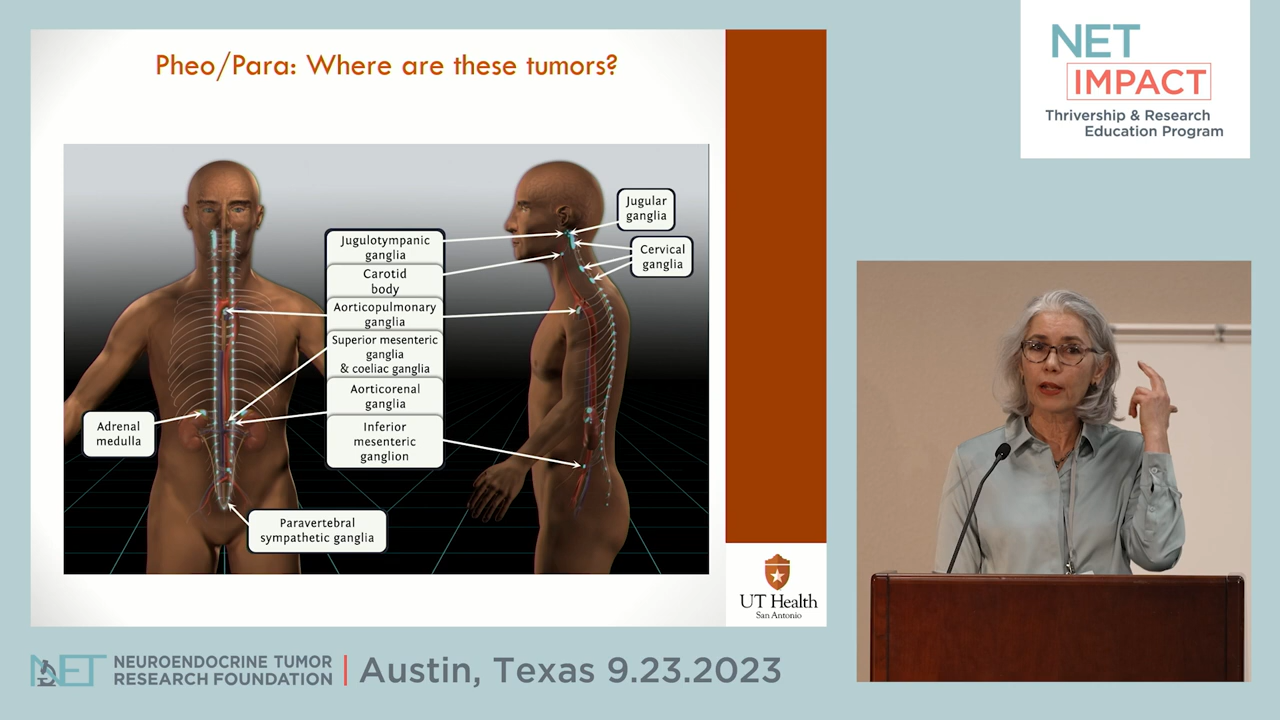 Pheo/Para: Where are these tumors?
Jugulotympanic
ganglia
Carotid
body
Aorticopulmonary
ganglia
Superior mesenteric
ganglia
& coeliac ganglia
Aorticorenal
ganglia
Inferior
mesenteric
ganglion
Jugular
ganglia
Cervical
ganglia
Adrenal
medulla
Paravertebral
sympathetic ganglia
UT Health
San Antonio
NET
IMPACT
Thrivership & Research
Education Program
NET
NEUROENDOCRINE TUMOR
RESEARCH FOUNDATION
Austin, Texas 9.23.2023